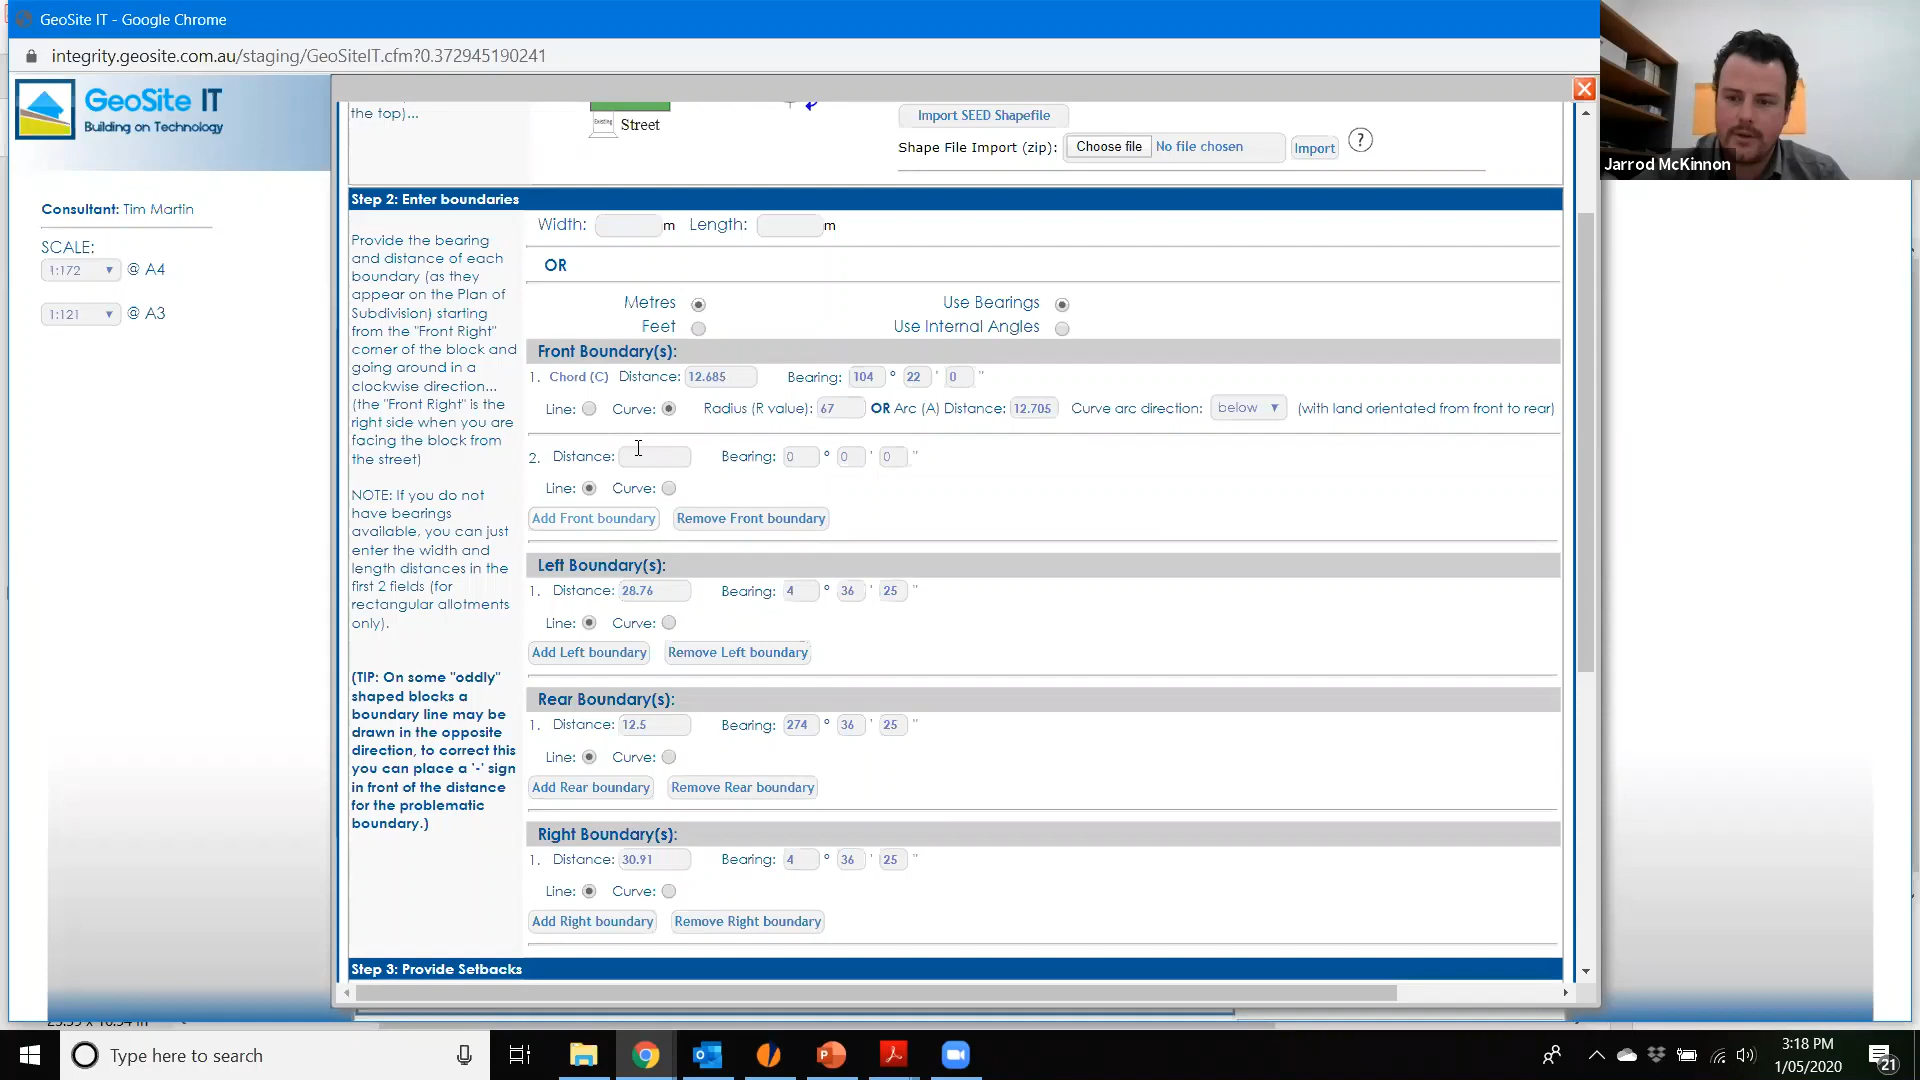 GeoSite IT - Google Chrome
integrity.geosite.com.au/staging/GeoSiteIT.cfm?0.372945190241
GeoSite IT
Building on Technology
Consultant: Tim Martin
SCALE:
1:172 @ A4
1:121 @ A3
the top)...
Existing
Street
Import SEED Shapefile
Shape File Import (zip): Choose file No file chosen Import ?
Jarrod McKinnon
Step 2: Enter boundaries
Provide the bearing
and distance of each
boundary (as they
appear on the Plan of
Subdivision) starting
from the "Front Right"
corner of the block and
going around in a
clockwise direction...
(the "Front Right" is the
right side when you are
facing the block from
the street)
NOTE: If you do not
have bearings
available, you can just
enter the width and
length distances in the
first 2 fields (for
rectangular allotments
only).
(TIP: On some "oddly"
shaped blocks a
boundary line may be
drawn in the opposite
direction, to correct this
you can place a '-' sign
in front of the distance
for the problematic
boundary.)
Width: m Length: m
OR
Metres Use Bearings
Feet Use Internal Angles
Front Boundary(s):
1. Chord (C) Distance: 12.685 Bearing: 104 ° 22 ' 0 "
Line: Curve: Radius (R value): 67 OR Arc (A) Distance: 12.705 Curve arc direction: below (with land orientated from front to rear)
2. Distance: Bearing: 0 ° 0 ' 0 "
Line: Curve:
Add Front boundary Remove Front boundary
Left Boundary(s):
1. Distance: 28.76 Bearing: 4 ° 36 ' 25 "
Line: Curve:
Add Left boundary Remove Left boundary
Rear Boundary(s):
1. Distance: 12.5 Bearing: 274 ° 36 ' 25 "
Line: Curve:
Add Rear boundary Remove Rear boundary
Right Boundary(s):
1. Distance: 30.91 Bearing: 4 ° 36 ' 25 "
Line: Curve:
Add Right boundary Remove Right boundary
Step 3: Provide Setbacks
Type here to search
3:18 PM
1/05/2020
21